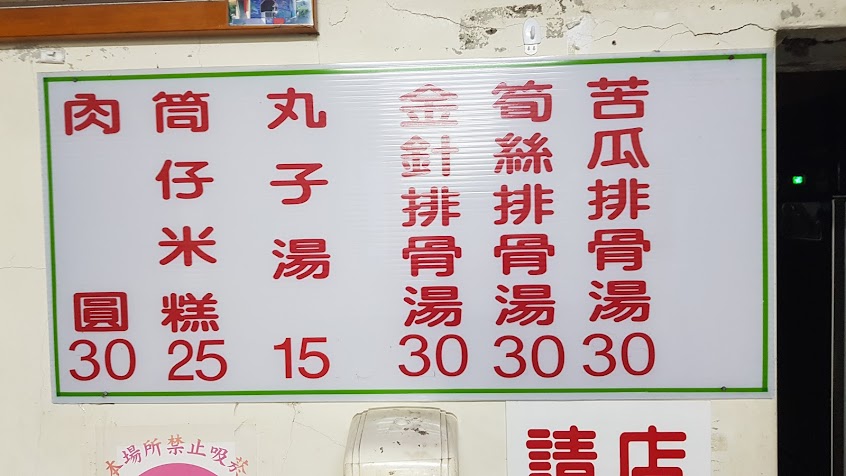 苦瓜排骨湯 30
筍絲排骨湯 30
金針排骨湯 30
丸子湯 15
筒仔米糕 25
肉圓 30
本場所禁止吸菸
請店